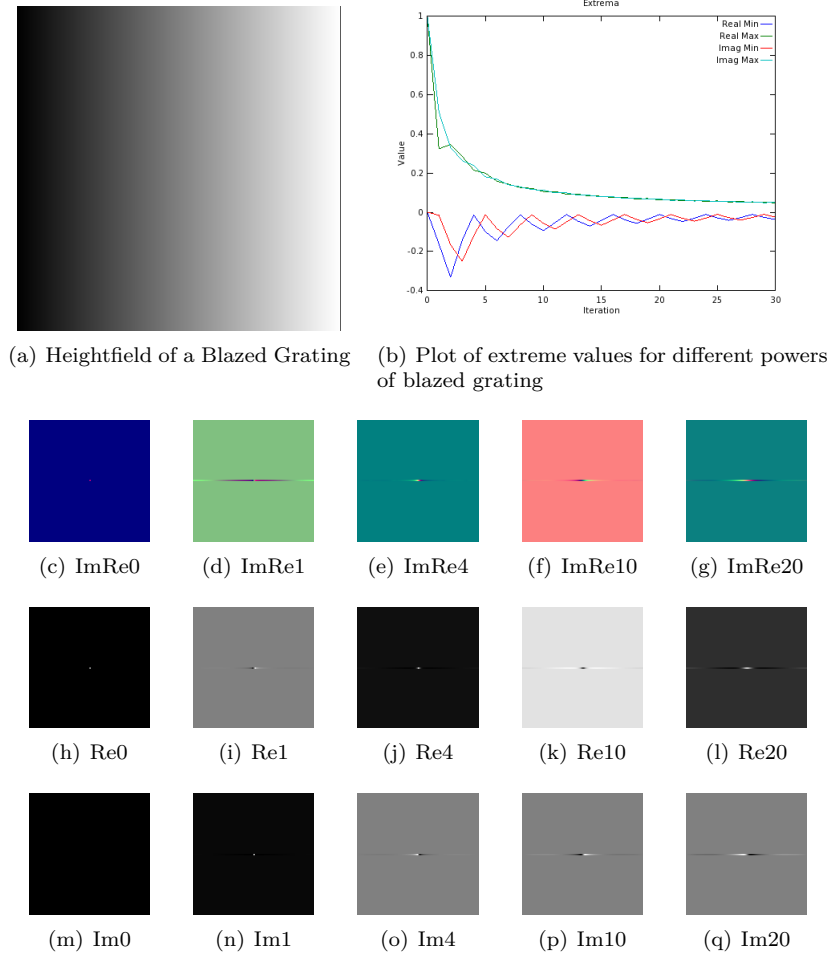 Extrema
Real Min
Real Max
Imag Min
Imag Max
1
0.8
0.6
0.4
0.2
0
-0.2
-0.4
Value
0 5 10 15 20 25 30
Iteration
(a) Heightfield of a Blazed Grating
(b) Plot of extreme values for different powers
of blazed grating
(c) ImRe0 (d) ImRe1 (e) ImRe4 (f) ImRe10 (g) ImRe20
(h) Re0 (i) Re1 (j) Re4 (k) Re10 (l) Re20
(m) Im0 (n) Im1 (o) Im4 (p) Im10 (q) Im20